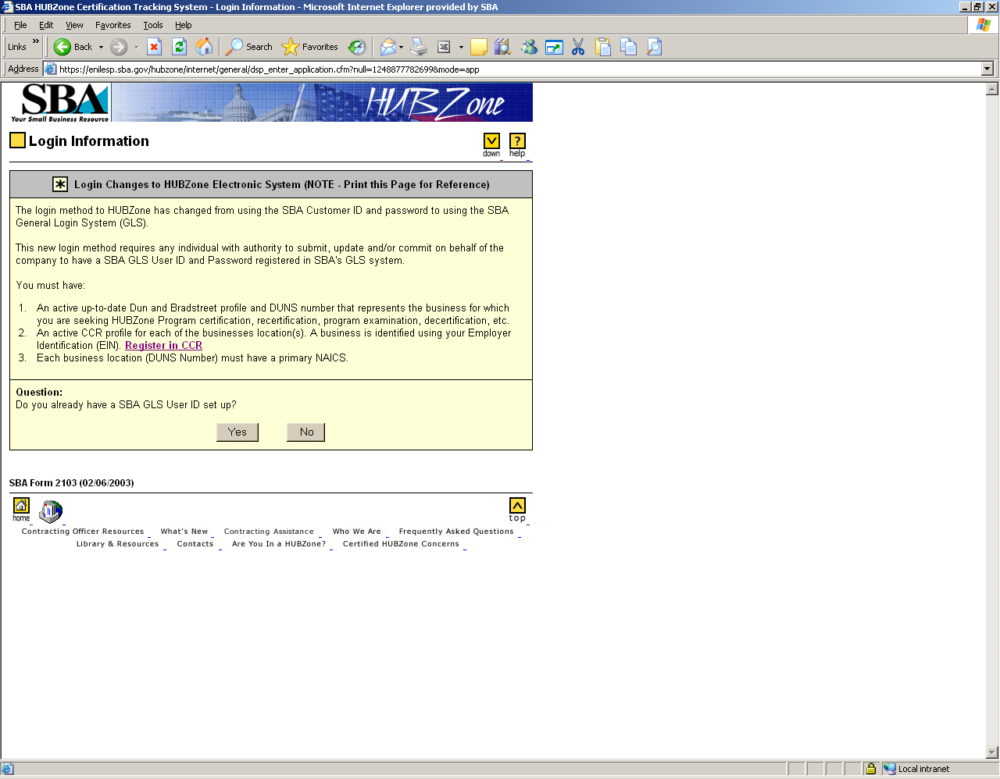 SBA HUBZone Certification Tracking System - Login Information - Microsoft Internet Explorer provided by SBA
File Edit View Favorites Tools Help
Links » Back Search Favorites
Address https://enilesp.sba.gov/hubzone/internet/general/dsp_enter_application.cfm?null=1248877782699&mode=app
SBA
Your Small Business Resource
HUBZone
Login Information
down ? help
* Login Changes to HUBZone Electronic System (NOTE - Print this Page for Reference)
The login method to HUBZone has changed from using the SBA Customer ID and password to using the SBA
General Login System (GLS).
This new login method requires any individual with authority to submit, update and/or commit on behalf of the
company to have a SBA GLS User ID and Password registered in SBA's GLS system.
You must have:
1. An active up-to-date Dun and Bradstreet profile and DUNS number that represents the business for which
you are seeking HUBZone Program certification, recertification, program examination, decertification, etc.
2. An active CCR profile for each of the businesses location(s). A business is identified using your Employer
Identification (EIN). Register in CCR
3. Each business location (DUNS Number) must have a primary NAICS.
Question:
Do you already have a SBA GLS User ID set up?
Yes No
SBA Form 2103 (02/06/2003)
home top
Contracting Officer Resources What's New Contracting Assistance Who We Are Frequently Asked Questions
Library & Resources Contacts Are You In a HUBZone? Certified HUBZone Concerns
Local intranet